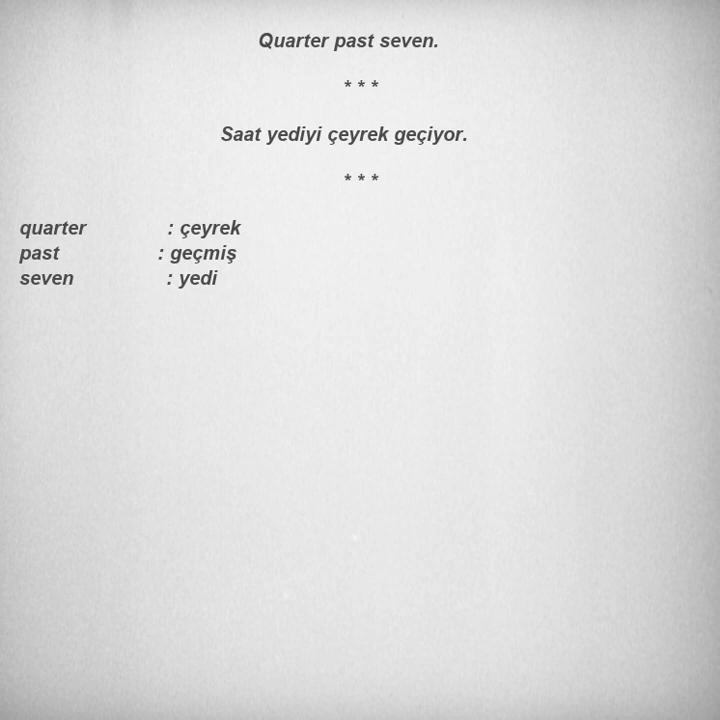 Quarter past seven.
* * *
Saat yediyi çeyrek geçiyor.
* * *
quarter : çeyrek
past : geçmiş
seven : yedi